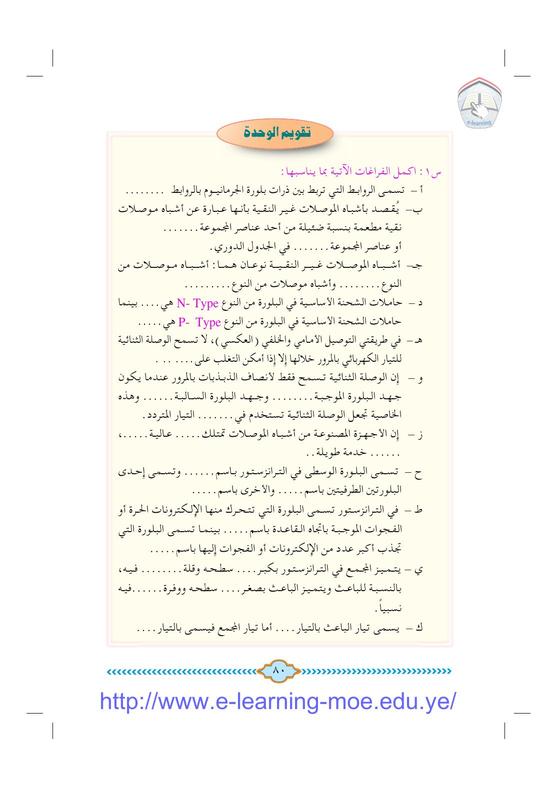 e-learning
تقويم الوحدة
س١ : اكمل الفراغات الآتية بما يناسبها :
أ – تسمى الروابط التي تربط بين ذرات بلورة الجرمانيوم بالروابط ........
ب– يُقصد بأشباه الموصلات غير النقية بأنها عبارة عن أشباه موصلات
نقية مطعمة بنسبة ضئيلة من أحد عناصر المجموعة .......
أو عناصر المجموعة ....... في الجدول الدوري.
جـ– أشباه الموصلات غير النقية نوعان هما : أشباه موصلات من
النوع ........ وأشباه موصلات من النوع .........
د – حاملات الشحنة الأساسية في البلورة من النوع N- Type هي .... بينما
حاملات الشحنة الأساسية في البلورة من النوع P- Type هي .....
هـ – في طريقتي التوصيل الأمامي والخلفي (العكسي)، لا تسمح الوصلة الثنائية
للتيار الكهربائي بالمرور خلالها إلا إذا أمكن التغلب على .... .. .
و – إن الوصلة الثنائية تسمح فقط لأنصاف الذبذبات بالمرور عندما يكون
جهد البلورة الموجبة ........ وجهد البلورة السالبة ...... وهذه
الخاصية تجعل الوصلة الثنائية تستخدم في ....... التيار المتردد.
ز – إن الأجهزة المصنوعة من أشباه الموصلات تمتلك ..... عالية .....،
...... خدمة طويلة ..
ح – تسمى البلورة الوسطى في الترانزستور باسم ...... وتسمى إحدى
البلورتين الطرفيتين باسم ..... والأخرى باسم .....
ط – في الترانزستور تسمى البلورة التي تتحرك منها الإلكترونات الحرة أو
الفجوات الموجبة باتجاه القاعدة باسم ..... بينما تسمى البلورة التي
تجذب أكبر عدد من الإلكترونات أو الفجوات إليها باسم .....
ي – يتميز المجمع في الترانزستور بكبر .... سطحه وقلة ........ فيه،
بالنسبة للباعث ويتميز الباعث بصغر .... سطحه ووفرة ......فيه
نسبياً .
ك – يسمى تيار الباعث بالتيار .... أما تيار المجمع فيسمى بالتيار ....
٨٠
http://www.e-learning-moe.edu.ye/